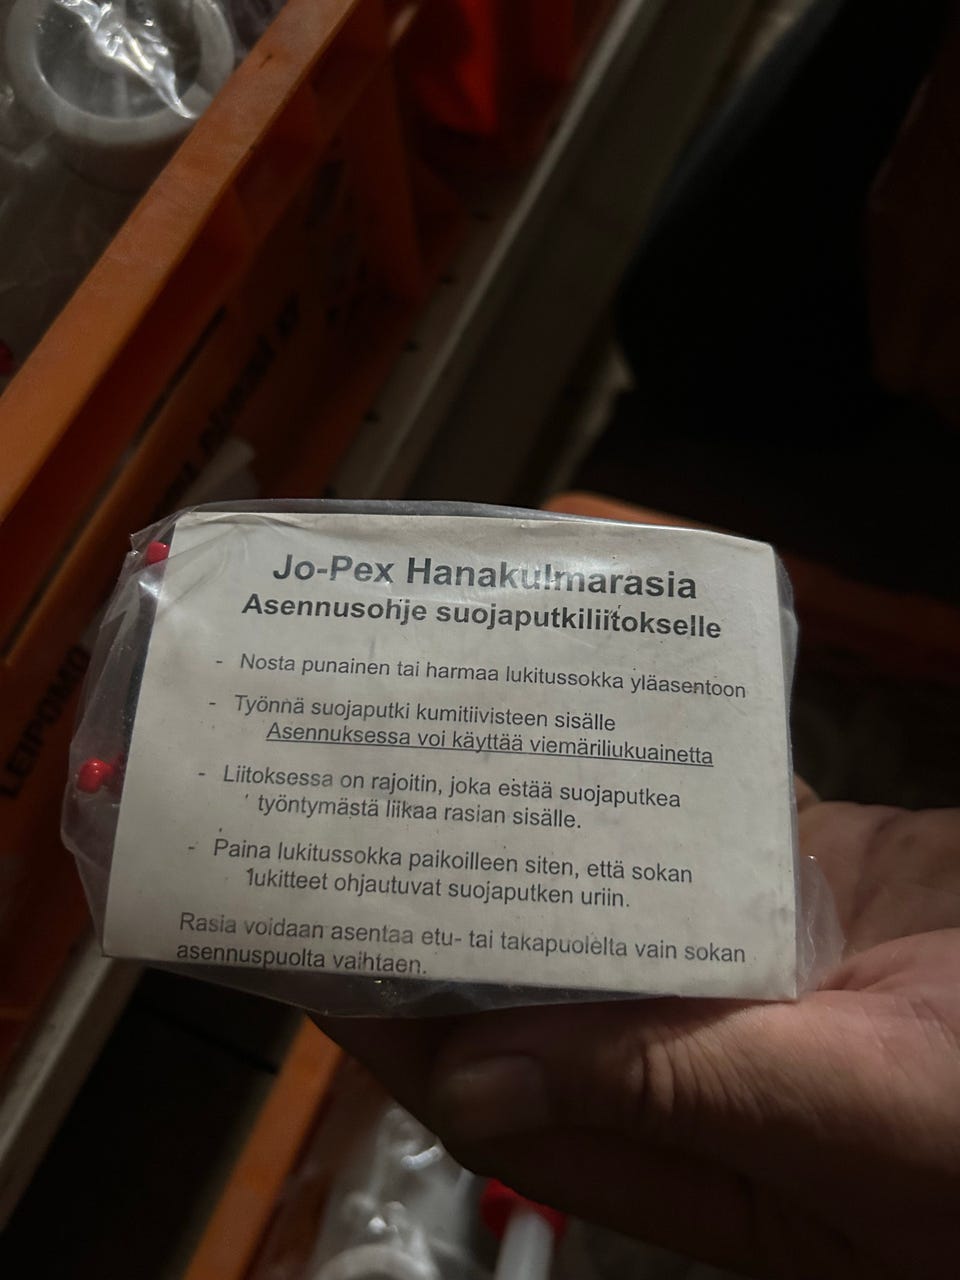 Jo-Pex Hanakulmarasia
Asennusohje suojaputkiliitokselle
- Nosta punainen tai harmaa lukitussokka yläasentoon
- Työnnä suojaputki kumitiivisteen sisälle
Asennuksessa voi käyttää viemäriliukuainetta
- Liitoksessa on rajoitin, joka estää suojaputkea
työntymästä liikaa rasian sisälle.
- Paina lukitussokka paikoilleen siten, että sokan
lukitteet ohjautuvat suojaputken uriin.
Rasia voidaan asentaa etu- tai takapuolelta vain sokan
asennuspuolta vaihtaen.
LEIPOMO